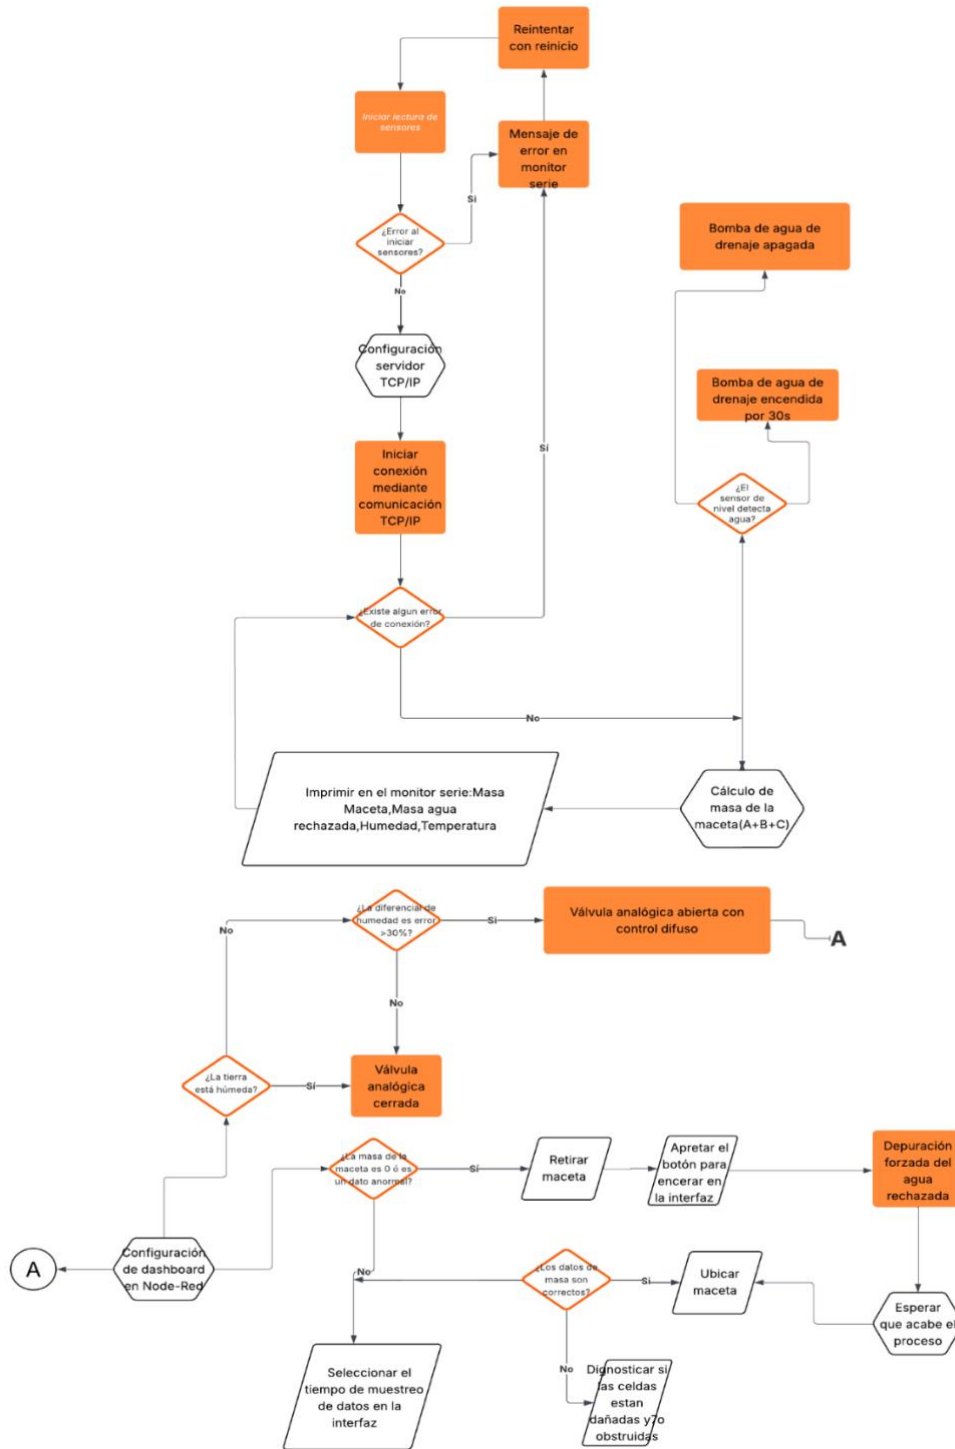 Reintentar
con reinicio
Iniciar lectura de
sensores
Mensaje de
error en
monitor
serie
Si
¿Error al
iniciar
sensores?
No
Configuración
servidor
TCP/IP
Bomba de agua de
drenaje apagada
Bomba de agua de
drenaje encendida
por 30s
Iniciar
conexión
mediante
comunicación
TCP/IP
Sí
¿El
sensor de
nivel detecta
agua?
¿Existe algun error
de conexión?
No
Imprimir en el monitor serie:Masa
Maceta,Masa agua
rechazada,Humedad,Temperatura
Cálculo de
masa de la
maceta(A+B+C)
¿La diferencial de
humedad es error
>30%?
No
Si
Válvula analógica abierta con
control difuso
A
No
¿La tierra
está húmeda?
Sí
Válvula
analógica
cerrada
¿La masa de la
maceta es 0 ó es
un dato anormal?
Sí
Retirar
maceta
Apretar el
botón para
encerar en
la interfaz
Depuración
forzada del
agua
rechazada
A
Configuración
de dashboard
en Node-Red
No
¿Los datos de
masa son
correctos?
Si
Ubicar
maceta
Esperar
que acabe el
proceso
Seleccionar el
tiempo de muestreo
de datos en la
interfaz
No
Dignosticar si
las celdas
estan
dañadas y7o
obstruidas